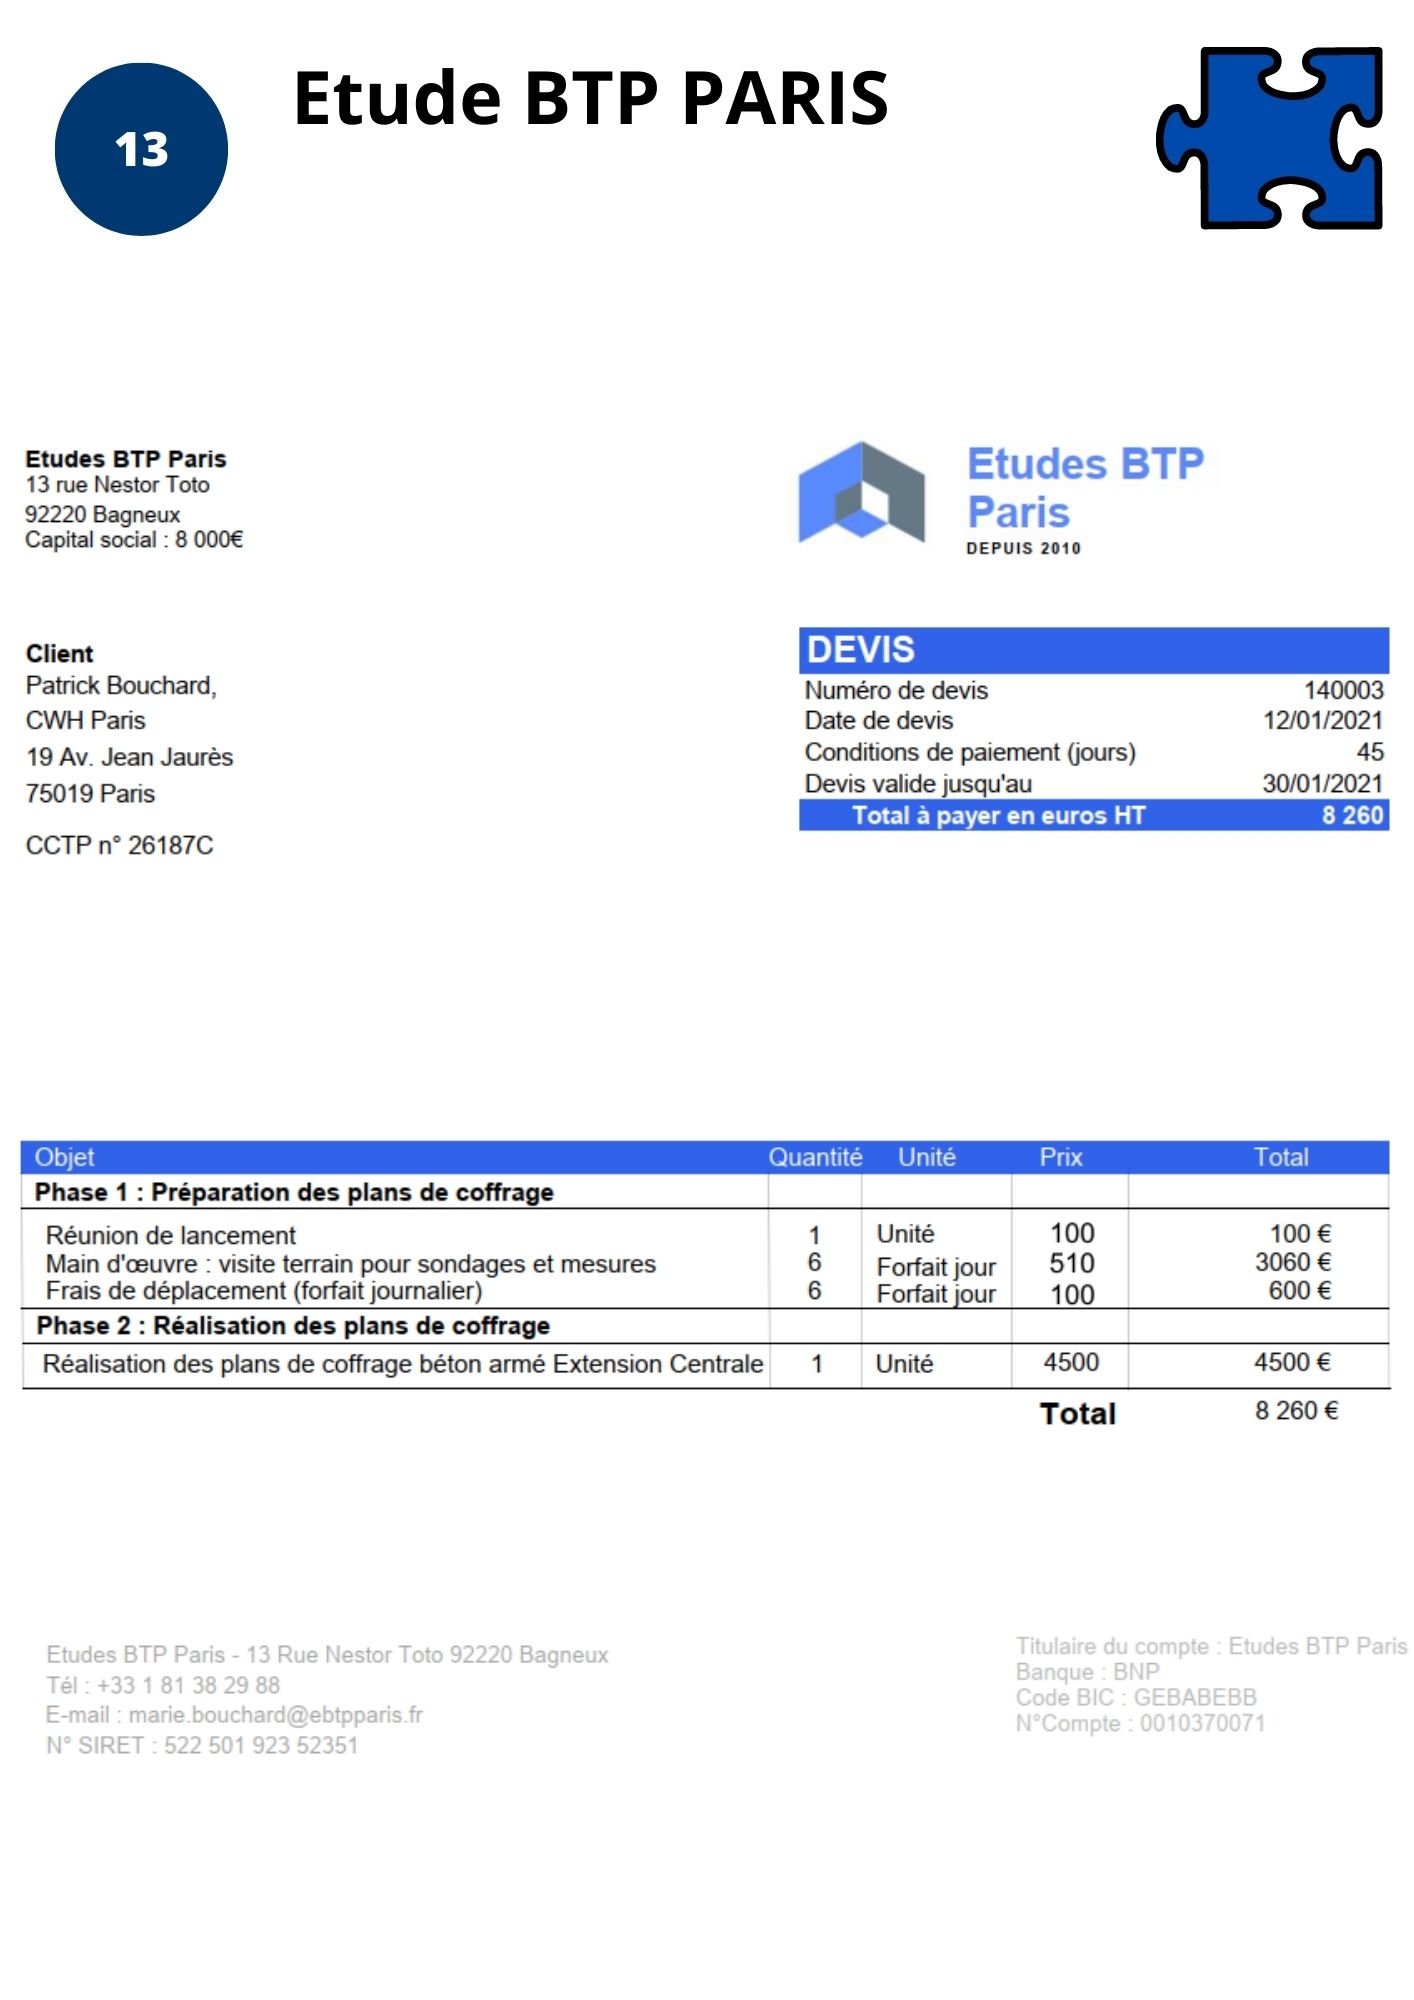 13
Etude BTP PARIS
Etudes BTP Paris
13 rue Nestor Toto
92220 Bagneux
Capital social : 8 000€
Etudes BTP
Paris
DEPUIS 2010
Client
Patrick Bouchard,
CWH Paris
19 Av. Jean Jaurès
75019 Paris
CCTP n° 26187C
DEVIS
Numéro de devis 140003
Date de devis 12/01/2021
Conditions de paiement (jours) 45
Devis valide jusqu'au 30/01/2021
Total à payer en euros HT 8 260
Objet Quantité Unité Prix Total
Phase 1 : Préparation des plans de coffrage
Réunion de lancement 1 Unité 100 100 €
Main d'œuvre : visite terrain pour sondages et mesures 6 Forfait jour 510 3060 €
Frais de déplacement (forfait journalier) 6 Forfait jour 100 600 €
Phase 2 : Réalisation des plans de coffrage
Réalisation des plans de coffrage béton armé Extension Centrale 1 Unité 4500 4500 €
Total 8 260 €
Etudes BTP Paris - 13 Rue Nestor Toto 92220 Bagneux
Tél : +33 1 81 38 29 88
E-mail : marie.bouchard@ebtpparis.fr
N° SIRET : 522 501 923 52351
Titulaire du compte : Etudes BTP Paris
Banque : BNP
Code BIC : GEBABEBB
N°Compte : 0010370071